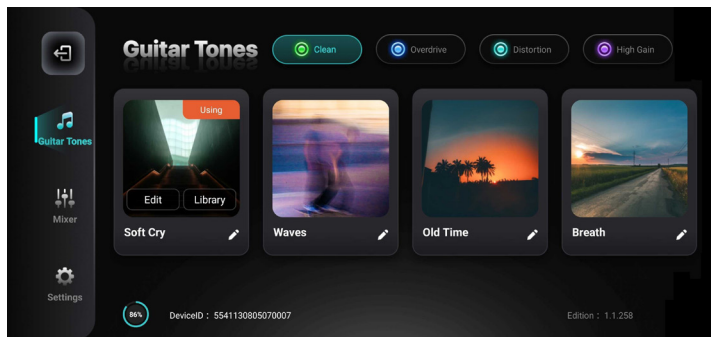 Guitar Tones
Clean
Overdrive
Distortion
High Gain
Guitar Tones
Mixer
Settings
Using
Edit
Library
Soft Cry
Waves
Old Time
Breath
86%
DeviceID : 5541130805070007
Edition : 1.1.258